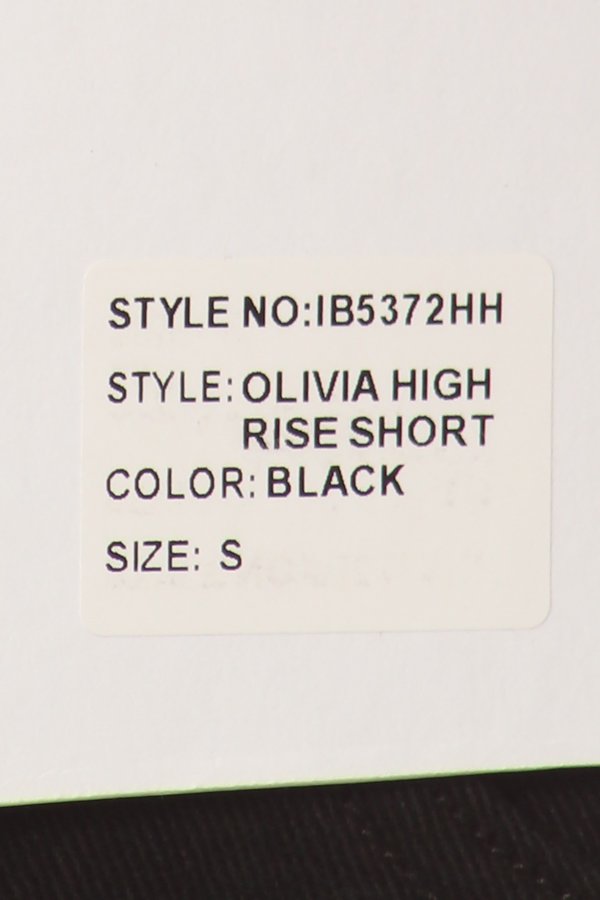 STYLE NO:IB5372HH
STYLE: OLIVIA HIGH
RISE SHORT
COLOR: BLACK
SIZE: S